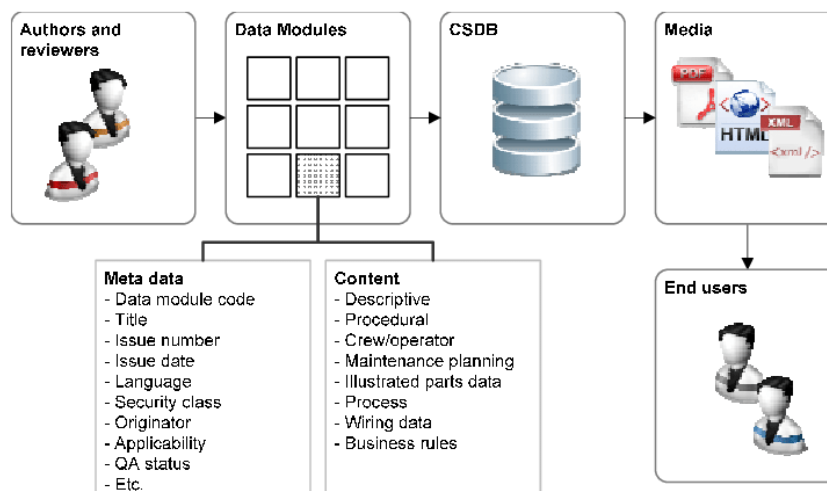 Authors and
reviewers
Data Modules
CSDB
Media
PDF
HTML
XML
<xml />
Meta data
- Data module code
- Title
- Issue number
- Issue date
- Language
- Security class
- Originator
- Applicability
- QA status
- Etc.
Content
- Descriptive
- Procedural
- Crew/operator
- Maintenance planning
- Illustrated parts data
- Process
- Wiring data
- Business rules
End users